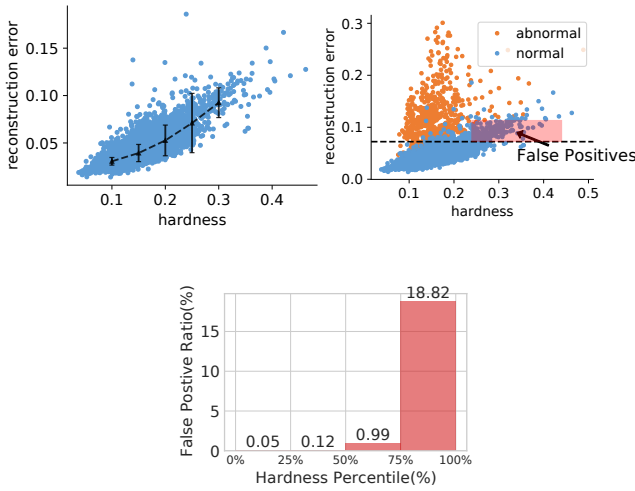 reconstruction error
0.15
0.10
0.05
0.1 0.2 0.3 0.4
hardness
reconstruction error
0.3
0.2
0.1
0.0
abnormal
normal
False Positives
0.1 0.2 0.3 0.4 0.5
hardness
False Postive Ratio(%)
15
10
5
0
0.05 0.12 0.99 18.82
0% 25% 50% 75% 100%
Hardness Percentile(%)